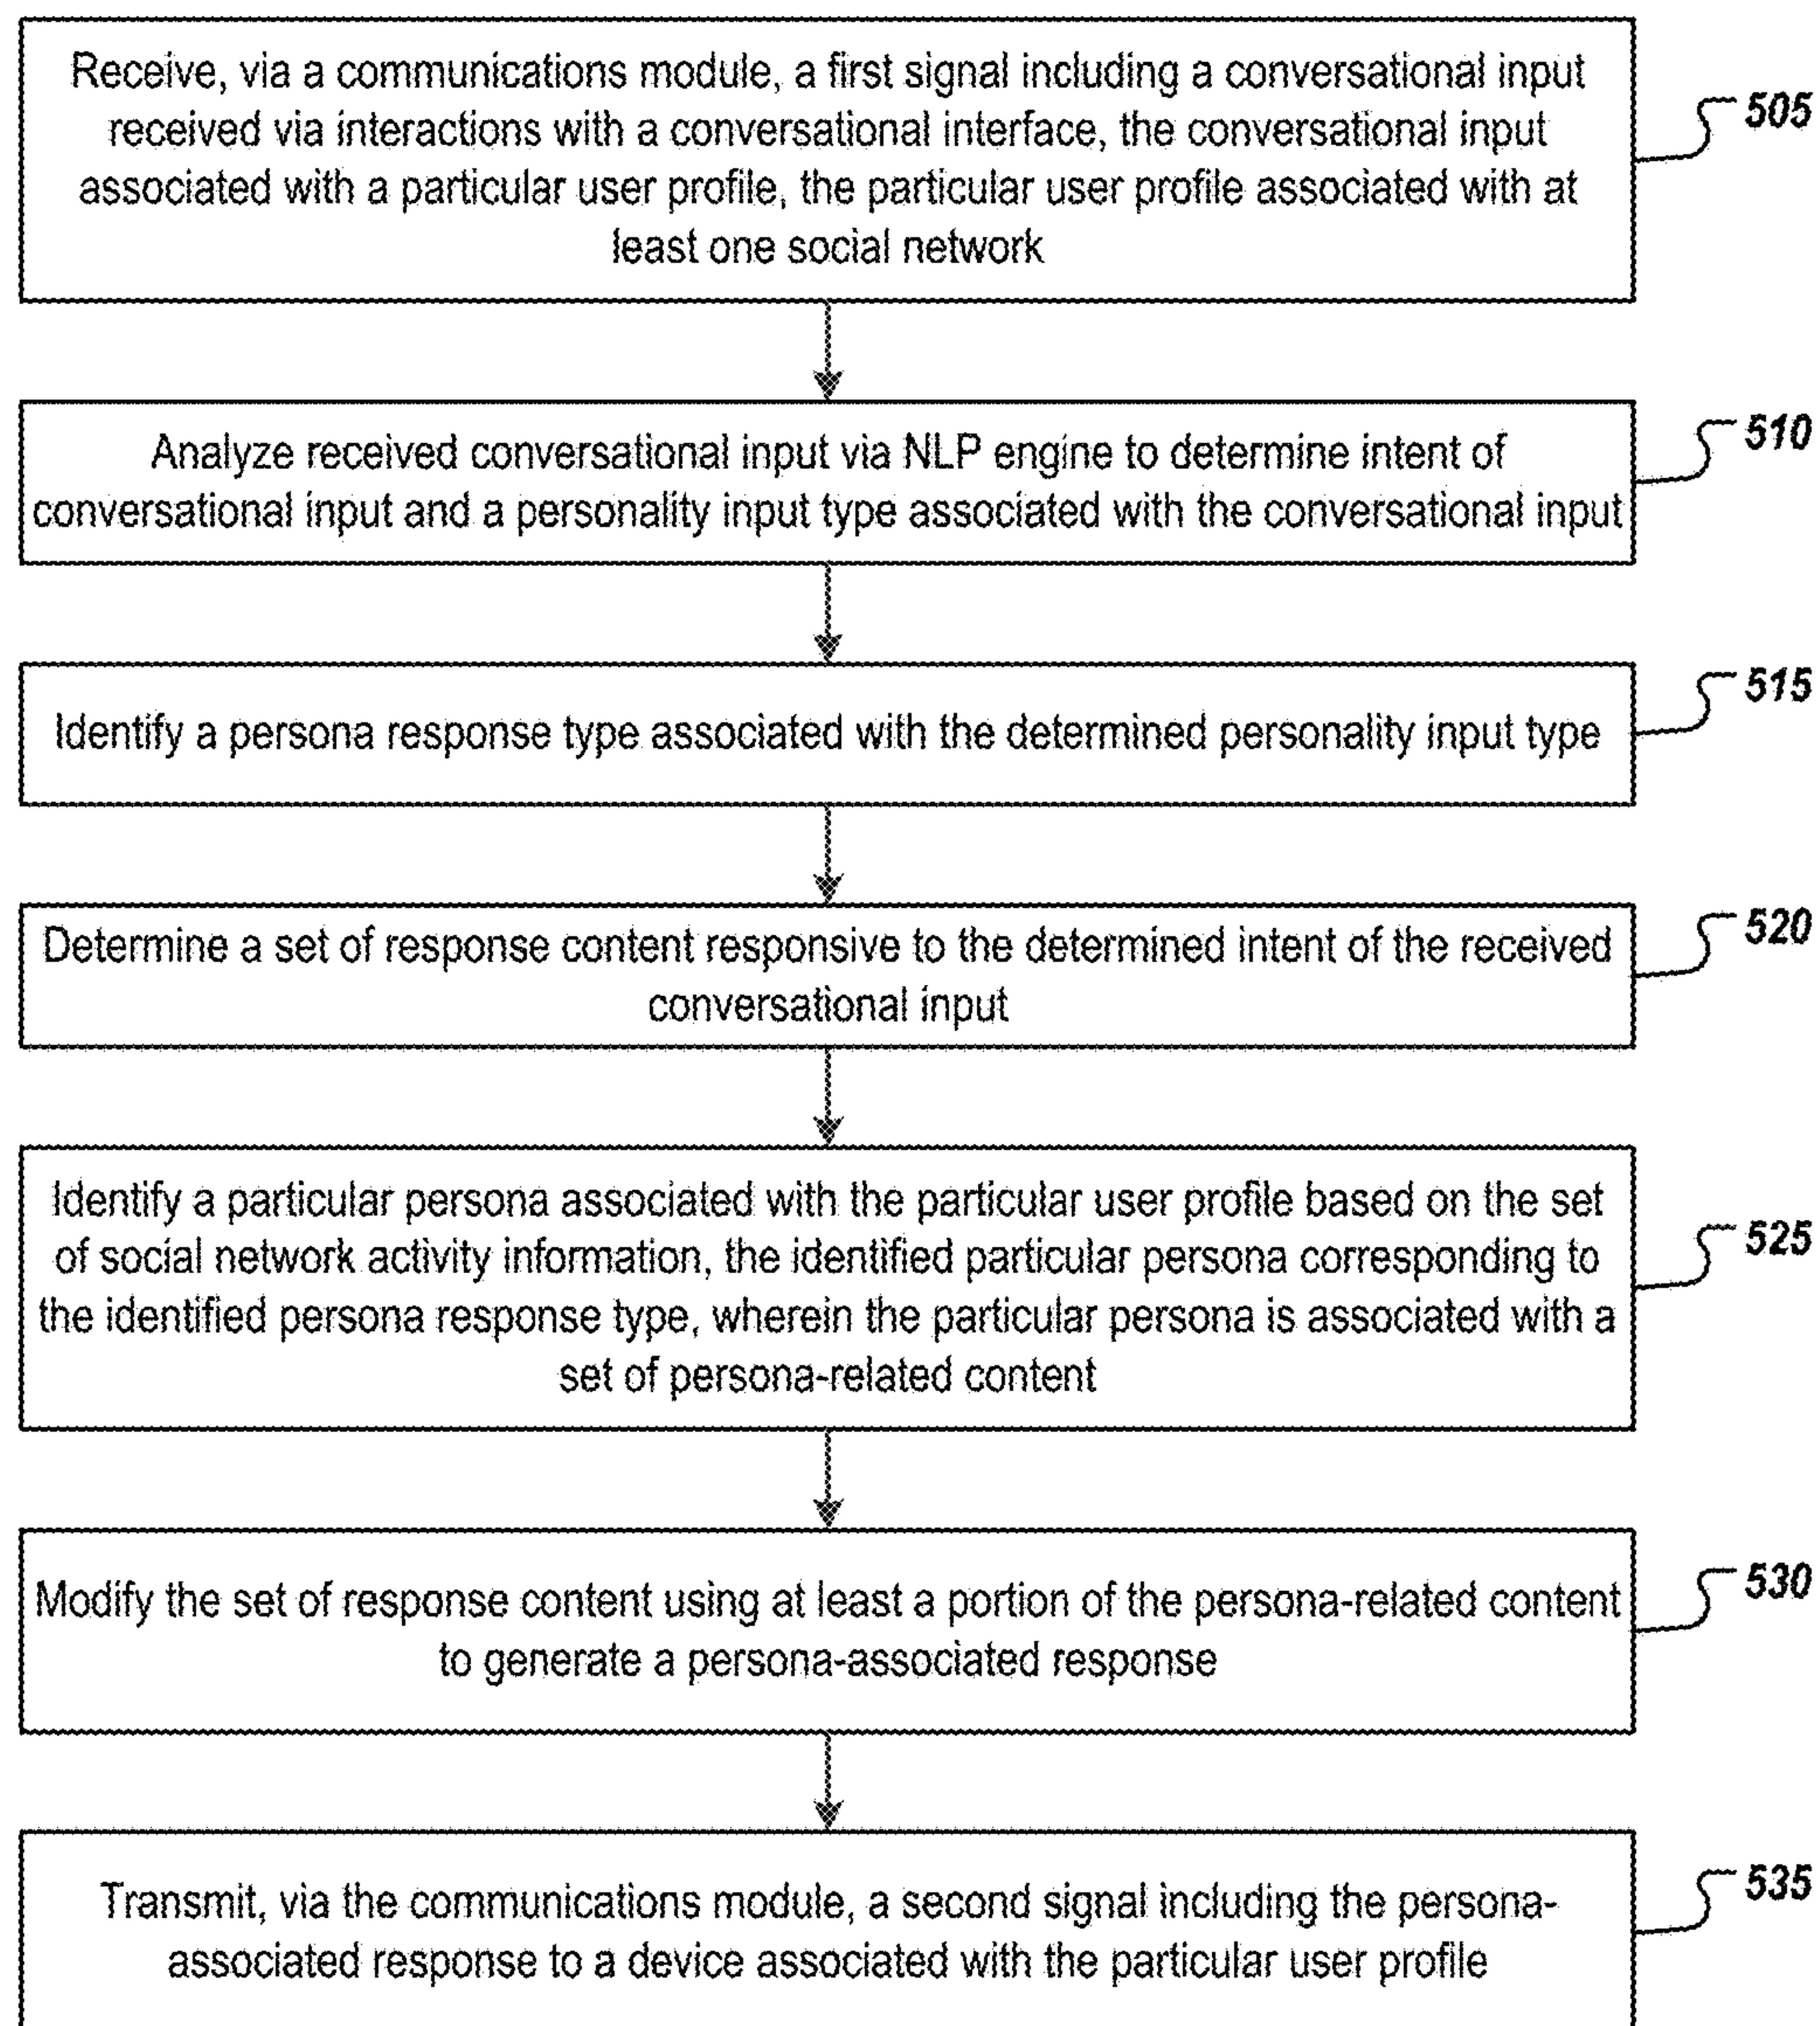 Receive, via a communications module, a first signal including a conversational input
received via interactions with a conversational interface, the conversational input
associated with a particular user profile, the particular user profile associated with at
least one social network
505
Analyze received conversational input via NLP engine to determine intent of
conversational input and a personality input type associated with the conversational input
510
Identify a persona response type associated with the determined personality input type
515
Determine a set of response content responsive to the determined intent of the received
conversational input
520
Identify a particular persona associated with the particular user profile based on the set
of social network activity information, the identified particular persona corresponding to
the identified persona response type, wherein the particular persona is associated with a
set of persona-related content
525
Modify the set of response content using at least a portion of the persona-related content
to generate a persona-associated response
530
Transmit, via the communications module, a second signal including the persona-
associated response to a device associated with the particular user profile
535